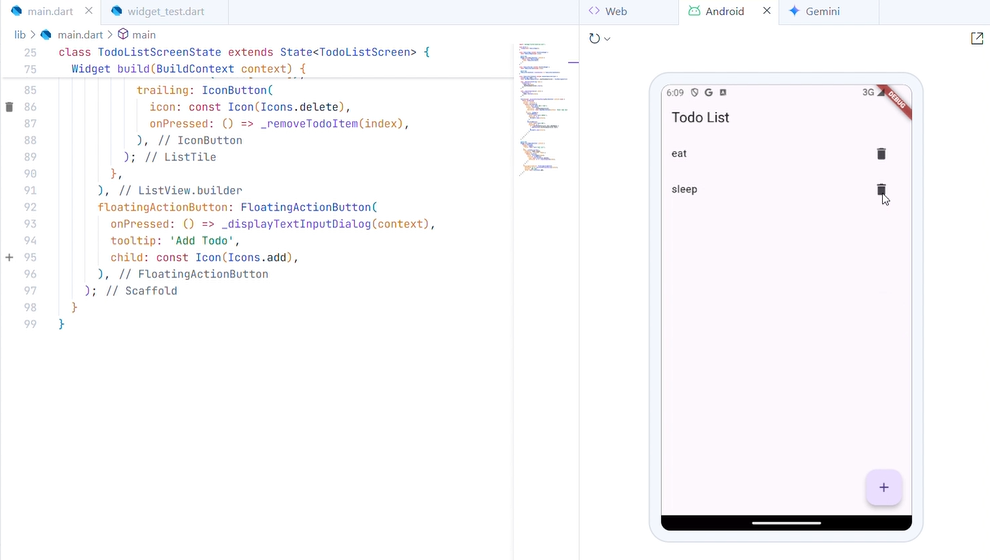 main.dart
widget_test.dart
lib > main.dart > main
25 class TodoListScreenState extends State<TodoListScreen> {
75 Widget build(BuildContext context) {
85 trailing: IconButton(
86 icon: const Icon(Icons.delete),
87 onPressed: () => _removeTodoItem(index),
88 ), // IconButton
89 ); // ListTile
90 },
91 ), // ListView.builder
92 floatingActionButton: FloatingActionButton(
93 onPressed: () => _displayTextInputDialog(context),
94 tooltip: 'Add Todo',
95 child: const Icon(Icons.add),
96 ), // FloatingActionButton
97 ); // Scaffold
98 }
99 }
Web
Android
Gemini
6:09
3G
DEBUG
Todo List
eat
sleep